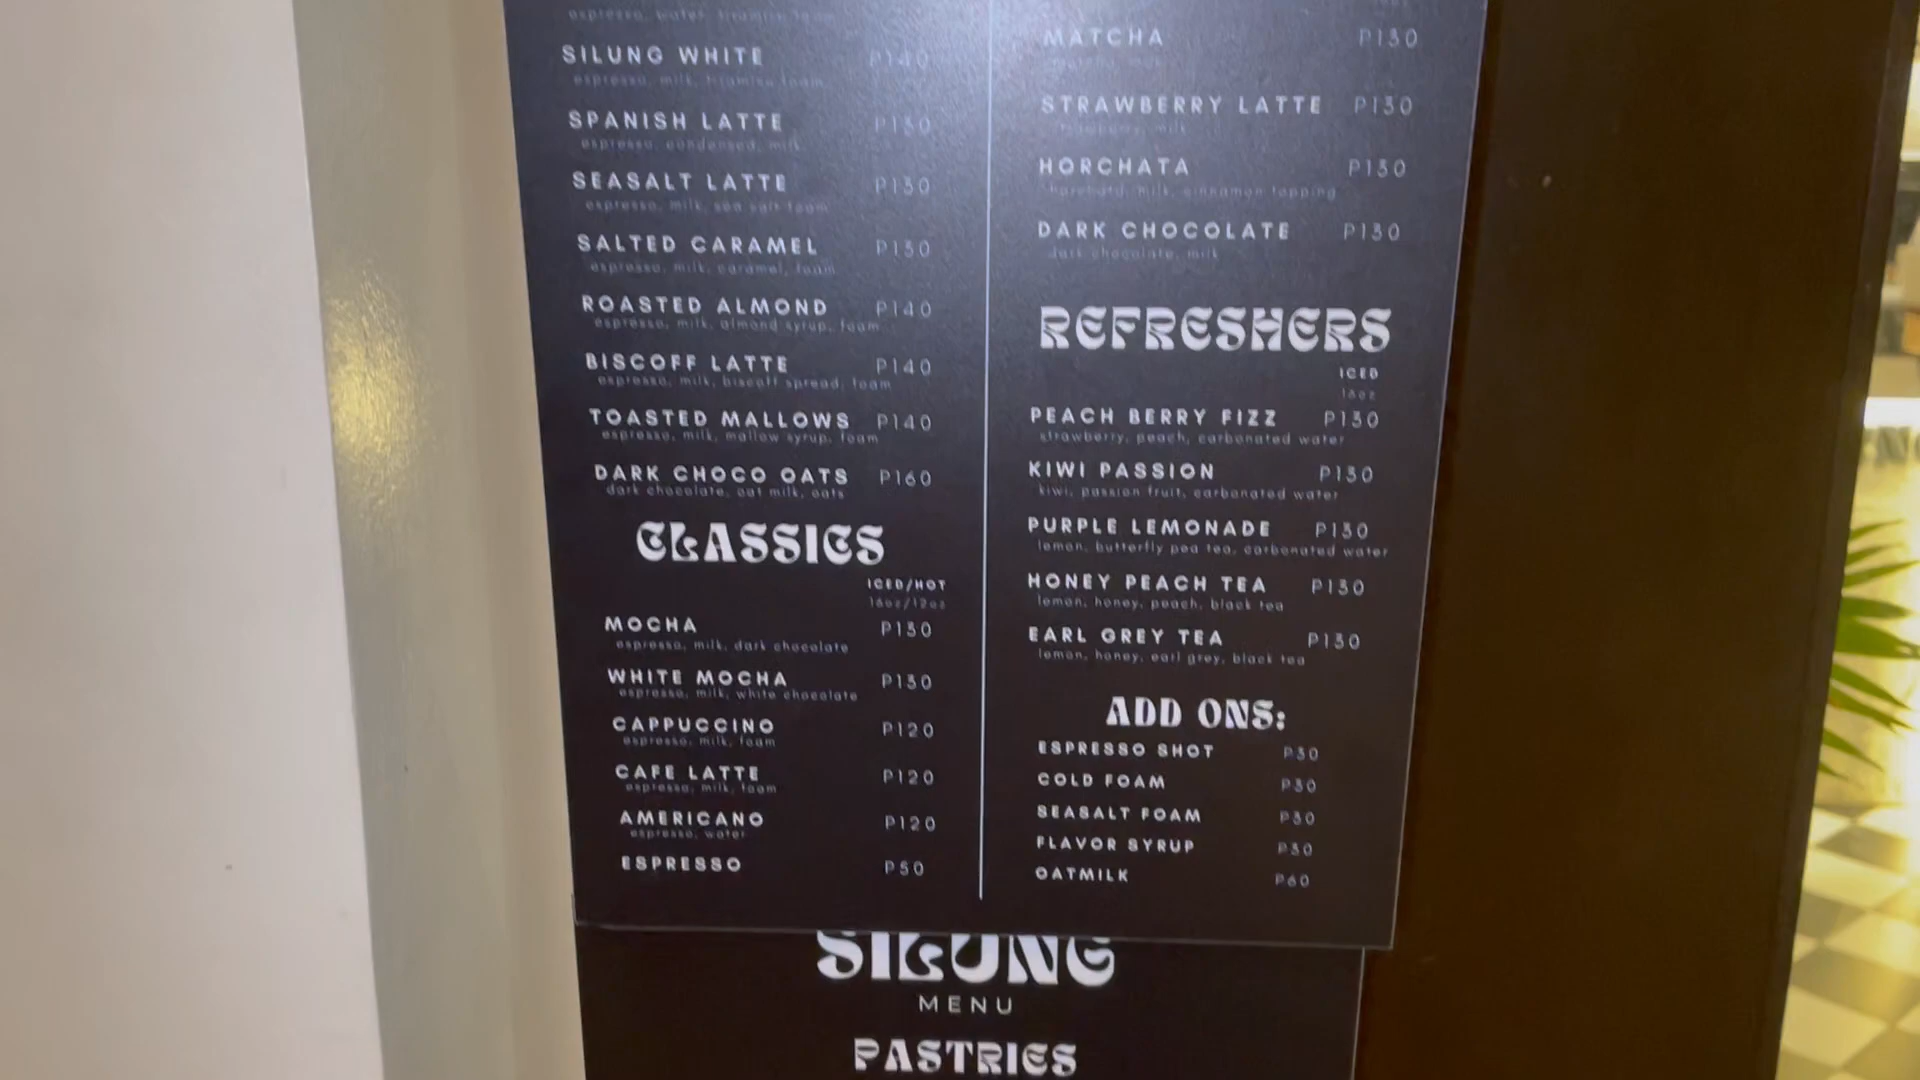 espresso, water, tiramisu foam
SILUNG WHITE P140
espresso, milk, tiramisu foam
SPANISH LATTE P130
espresso, condensed, milk
SEASALT LATTE P130
espresso, milk, sea salt foam
SALTED CARAMEL P130
espresso, milk, caramel, foam
ROASTED ALMOND P140
espresso, milk, almond syrup, foam
BISCOFF LATTE P140
espresso, milk, biscoff spread, foam
TOASTED MALLOWS P140
espresso, milk, mallow syrup, foam
DARK CHOCO OATS P160
dark chocolate, oat milk, oats
CLASSICS
ICED/HOT
16oz/12oz
MOCHA P130
espresso, milk, dark chocolate
WHITE MOCHA P130
espresso, milk, white chocolate
CAPPUCCINO P120
espresso, milk, foam
CAFE LATTE P120
espresso, milk, foam
AMERICANO P120
espresso, water
ESPRESSO P50
MATCHA P130
STRAWBERRY LATTE P130
strawberry, milk
HORCHATA P130
horchata, milk, cinnamon topping
DARK CHOCOLATE P130
dark chocolate, milk
REFRESHERS
ICED
16oz
PEACH BERRY FIZZ P130
strawberry, peach, carbonated water
KIWI PASSION P130
kiwi, passion fruit, carbonated water
PURPLE LEMONADE P130
lemon, butterfly pea tea, carbonated water
HONEY PEACH TEA P130
lemon, honey, peach, black tea
EARL GREY TEA P130
lemon, honey, earl grey, black tea
ADD ONS:
ESPRESSO SHOT P30
COLD FOAM P30
SEASALT FOAM P30
FLAVOR SYRUP P30
OATMILK P60
SILUNG
MENU
PASTRIES